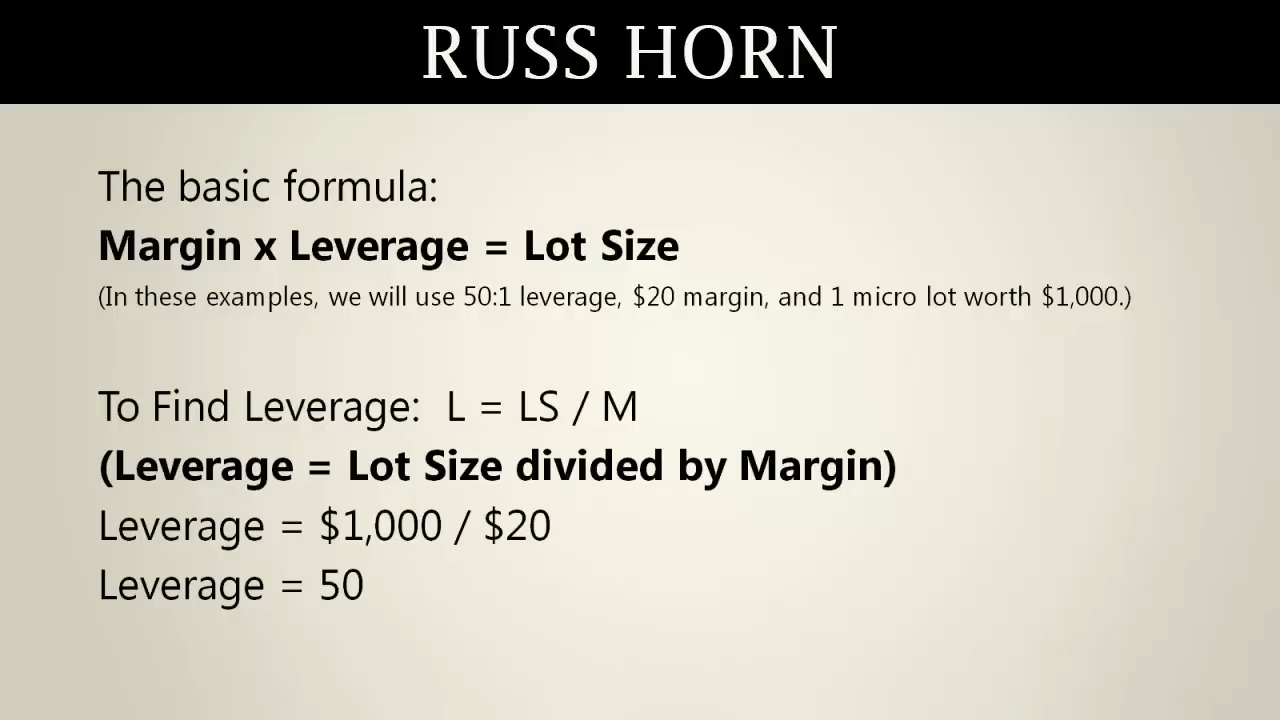 RUSS HORN
The basic formula:
Margin x Leverage = Lot Size
(In these examples, we will use 50:1 leverage, $20 margin, and 1 micro lot worth $1,000.)
To Find Leverage: L = LS / M
(Leverage = Lot Size divided by Margin)
Leverage = $1,000 / $20
Leverage = 50